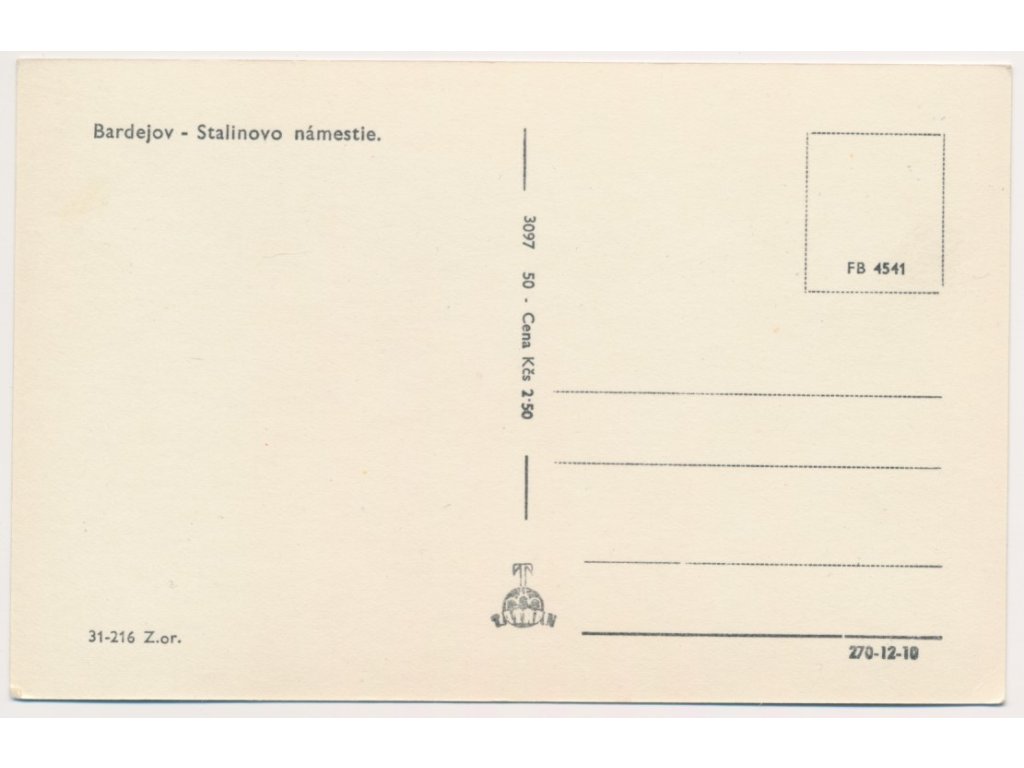 Bardejov - Stalinovo námestie.
3097 50 - Cena Kčs 2·50
FB 4541
31-216 Z.or.
270-12-10